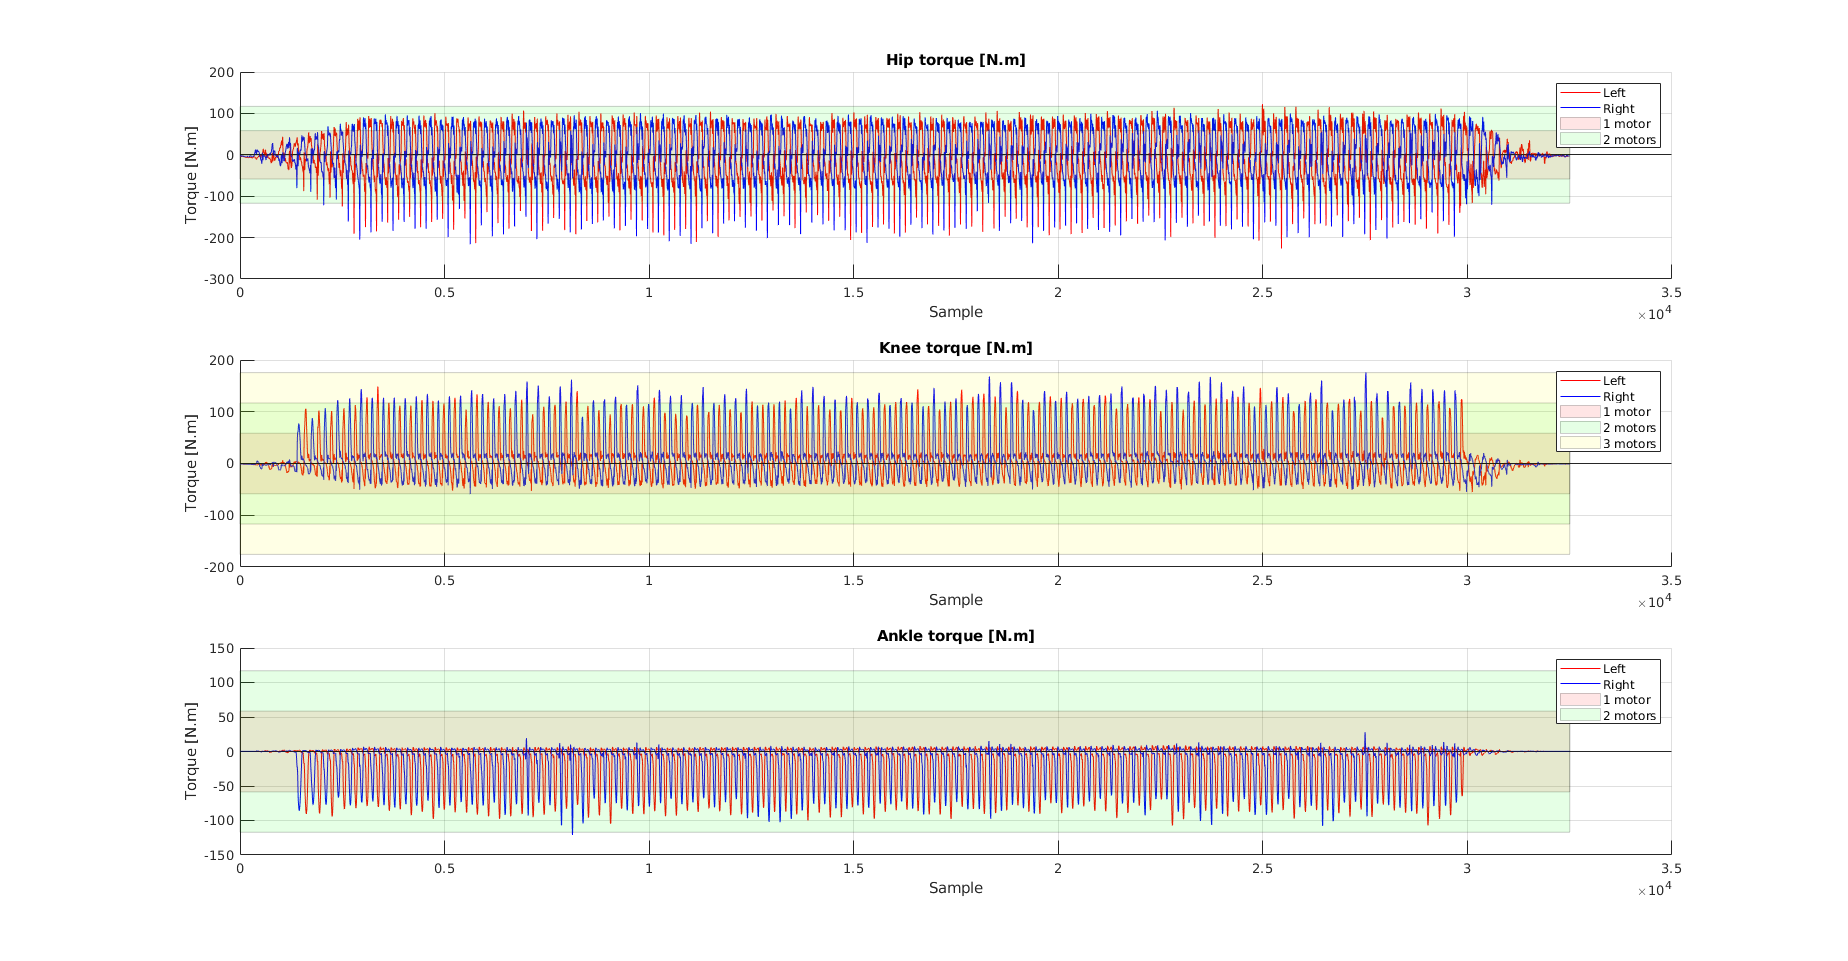 Hip torque [N.m]
Torque [N.m]
200
100
0
-100
-200
-300
0 0.5 1 1.5 2 2.5 3 3.5
×10^4
Sample
Left
Right
1 motor
2 motors
Knee torque [N.m]
Torque [N.m]
200
100
0
-100
-200
0 0.5 1 1.5 2 2.5 3 3.5
×10^4
Sample
Left
Right
1 motor
2 motors
3 motors
Ankle torque [N.m]
Torque [N.m]
150
100
50
0
-50
-100
-150
0 0.5 1 1.5 2 2.5 3 3.5
×10^4
Sample
Left
Right
1 motor
2 motors